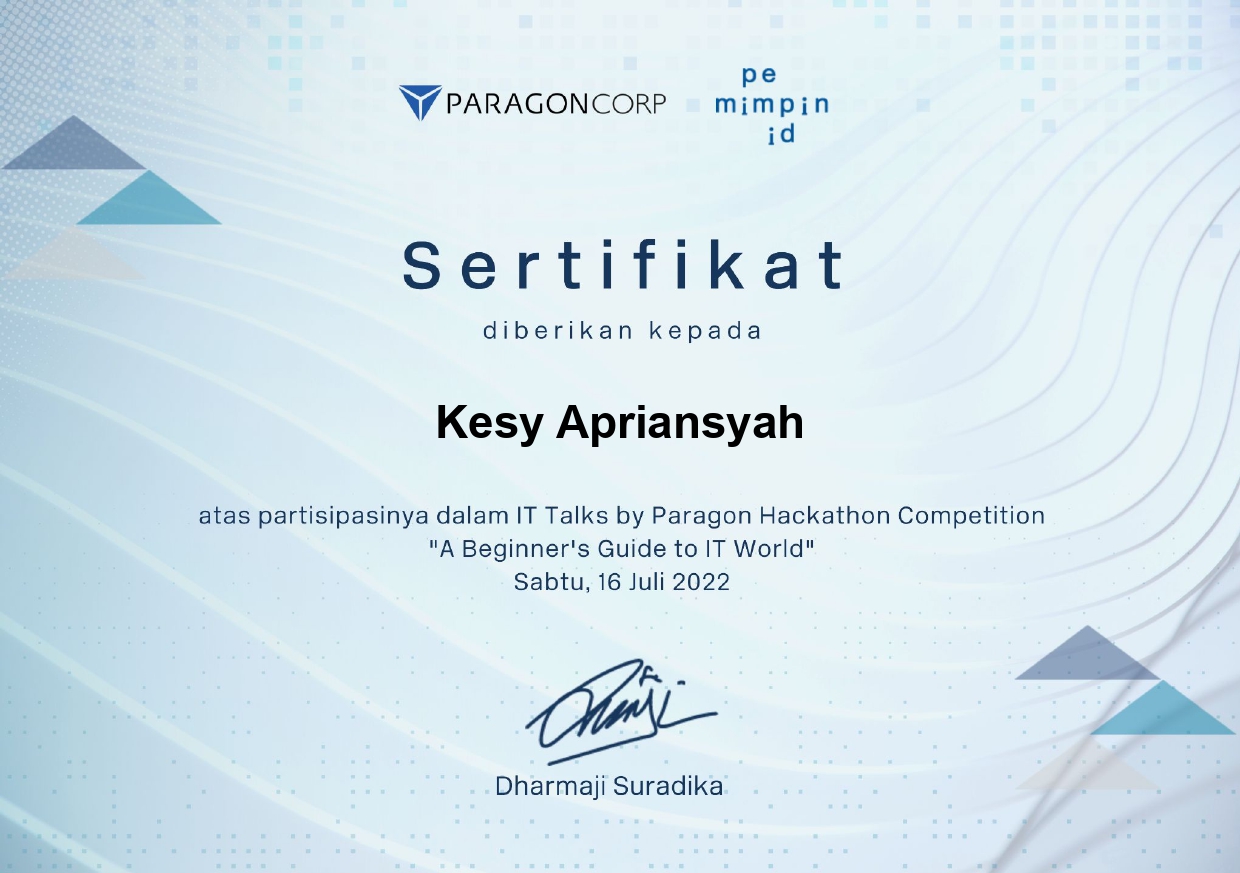 PARAGONCORP
pe
mimpin
id
Sertifikat
diberikan kepada
Kesy Apriansyah
atas partisipasinya dalam IT Talks by Paragon Hackathon Competition
"A Beginner's Guide to IT World"
Sabtu, 16 Juli 2022
Dharmaji Suradika